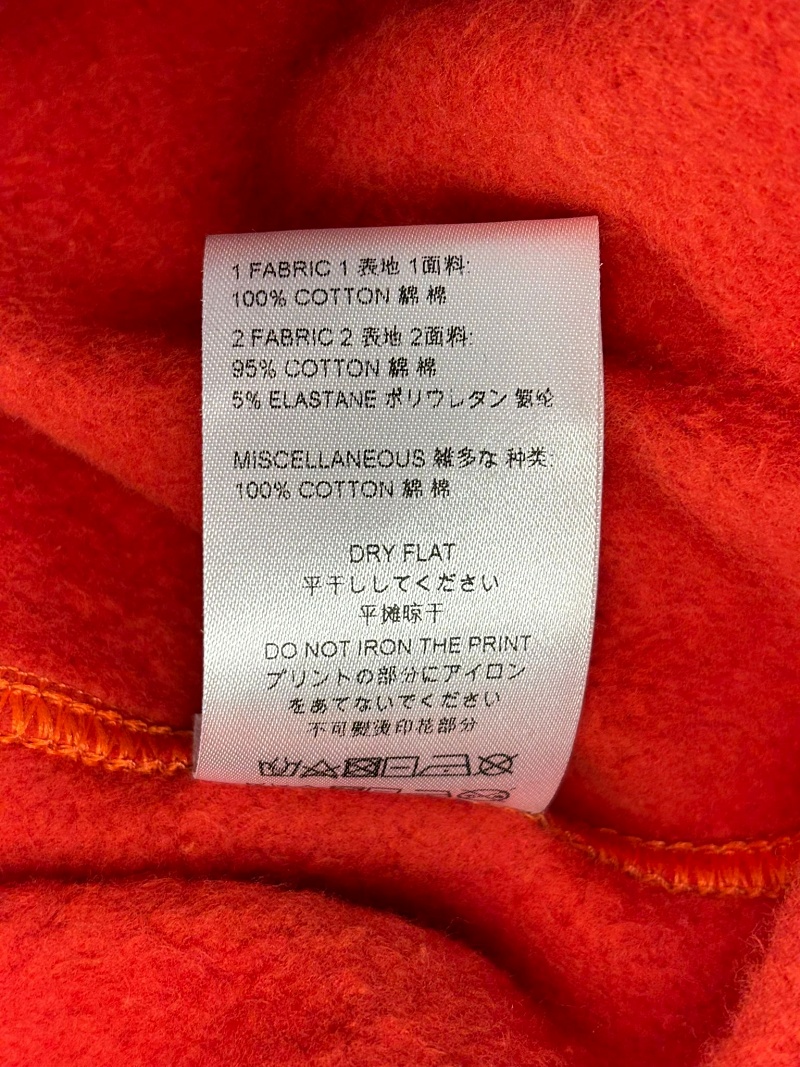 1 FABRIC 1 表地 1面料:
100% COTTON 綿 棉
2 FABRIC 2 表地 2面料:
95% COTTON 綿 棉
5% ELASTANE ポリウレタン 氨纶
MISCELLANEOUS 雑多な 种类:
100% COTTON 綿 棉
DRY FLAT
平干ししてください
平摊晾干
DO NOT IRON THE PRINT
プリントの部分にアイロン
をあてないでください
不可熨烫印花部分